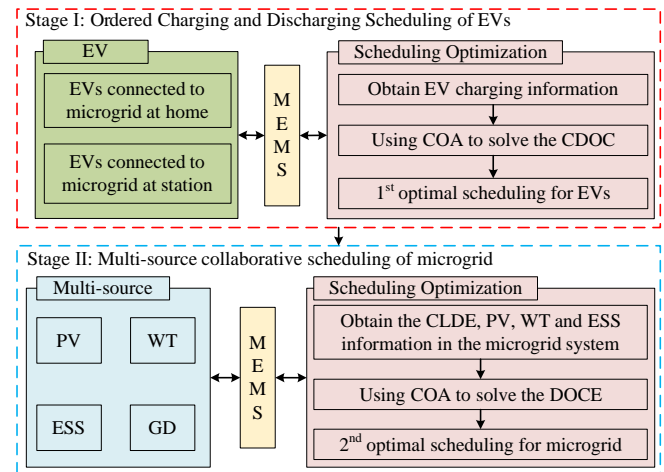 Stage I: Ordered Charging and Discharging Scheduling of EVs
EV
EVs connected to
microgrid at home
EVs connected to
microgrid at station
M
E
M
S
Scheduling Optimization
Obtain EV charging information
Using COA to solve the CDOC
1st optimal scheduling for EVs
Stage II: Multi-source collaborative scheduling of microgrid
Multi-source
PV
WT
ESS
GD
M
E
M
S
Scheduling Optimization
Obtain the CLDE, PV, WT and ESS
information in the microgrid system
Using COA to solve the DOCE
2nd optimal scheduling for microgrid